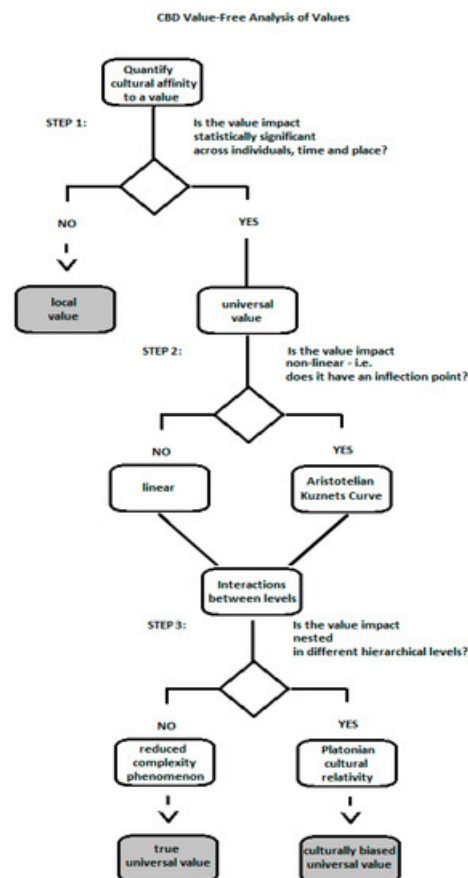 CBD Value-Free Analysis of Values
Quantify
cultural affinity
to a value
STEP 1:
Is the value impact
statistically significant
across individuals, time and place?
NO
YES
local
value
universal
value
STEP 2:
Is the value impact
non-linear - i.e.
does it have an inflection point?
NO
YES
linear
Aristotelian
Kuznets Curve
Interactions
between levels
STEP 3:
Is the value impact
nested
in different hierarchical levels?
NO
YES
reduced
complexity
phenomenon
Platonian
cultural
relativity
true
universal value
culturally biased
universal value